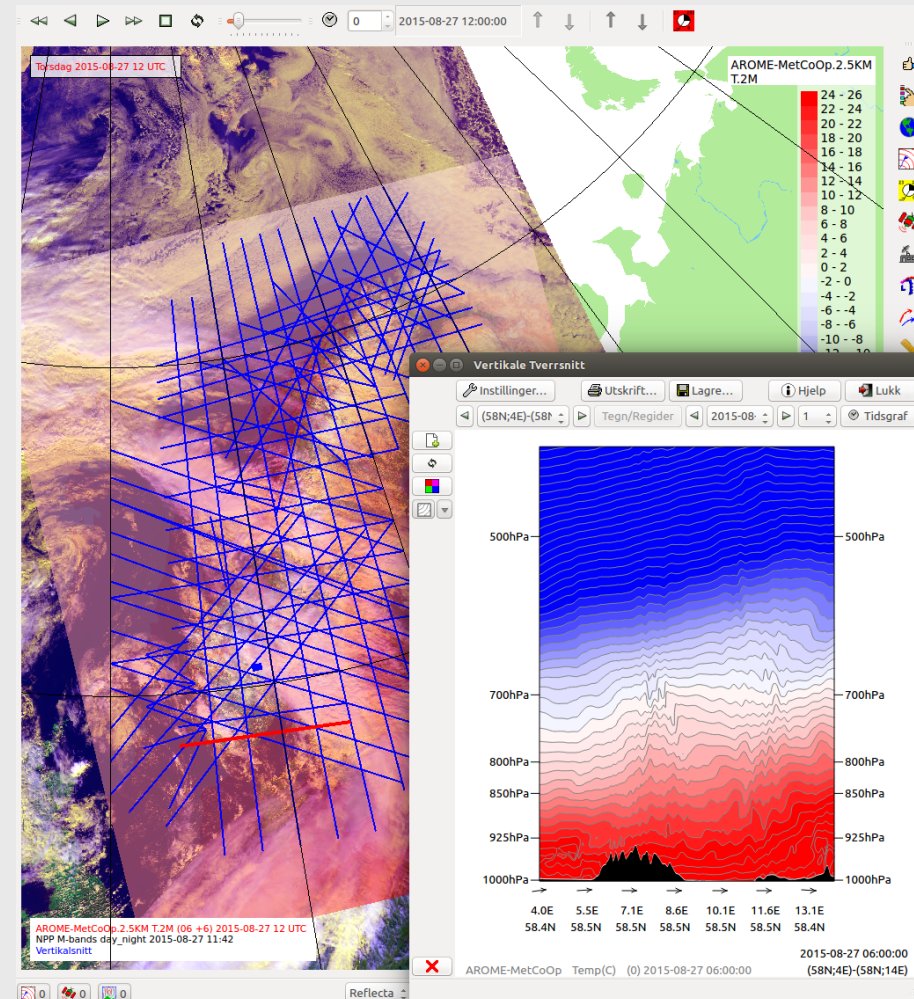 0
2015-08-27 12:00:00
Torsdag 2015-08-27 12 UTC
AROME-MetCoOp.2.5KM
T.2M
24 - 26
22 - 24
20 - 22
18 - 20
16 - 18
14 - 16
12 - 14
10 - 12
8 - 10
6 - 8
4 - 6
2 - 4
0 - 2
-2 - 0
-4 - -2
-6 - -4
-8 - -6
-10 - -8
Vertikale Tverrsnitt
Instillinger...
Utskrift...
Lagre...
Hjelp
Lukk
(58N;4E)-(58N
Tegn/Regider
2015-08-
1
Tidsgraf
500hPa
500hPa
700hPa
700hPa
800hPa
800hPa
850hPa
850hPa
925hPa
925hPa
1000hPa
1000hPa
4.0E 5.5E 7.1E 8.6E 10.1E 11.6E 13.1E
58.4N 58.5N 58.5N 58.5N 58.5N 58.5N 58.4N
2015-08-27 06:00:00
AROME-MetCoOp Temp(C) (0) 2015-08-27 06:00:00
(58N;4E)-(58N;14E)
AROME-MetCoOp.2.5KM T.2M (06 +6) 2015-08-27 12 UTC
NPP M-bands day_night 2015-08-27 11:42
Vertikalsnitt
0
0
0
Reflecta